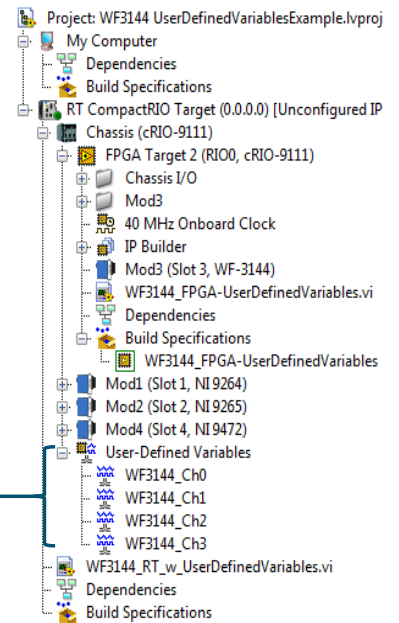 Project: WF3144 UserDefinedVariablesExample.lvproj
My Computer
Dependencies
Build Specifications
RT CompactRIO Target (0.0.0.0) [Unconfigured IP
Chassis (cRIO-9111)
FPGA Target 2 (RIO0, cRIO-9111)
Chassis I/O
Mod3
40 MHz Onboard Clock
IP Builder
Mod3 (Slot 3, WF-3144)
WF3144_FPGA-UserDefinedVariables.vi
Dependencies
Build Specifications
WF3144_FPGA-UserDefinedVariables
Mod1 (Slot 1, NI 9264)
Mod2 (Slot 2, NI 9265)
Mod4 (Slot 4, NI 9472)
User-Defined Variables
WF3144_Ch0
WF3144_Ch1
WF3144_Ch2
WF3144_Ch3
WF3144_RT_w_UserDefinedVariables.vi
Dependencies
Build Specifications